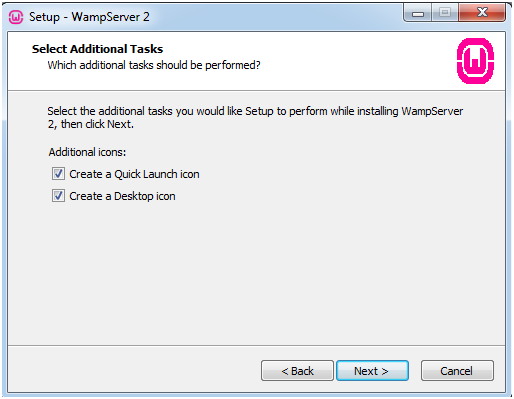 Setup - WampServer 2
Select Additional Tasks
Which additional tasks should be performed?
Select the additional tasks you would like Setup to perform while installing WampServer
2, then click Next.
Additional icons:
Create a Quick Launch icon
Create a Desktop icon
< Back
Next >
Cancel